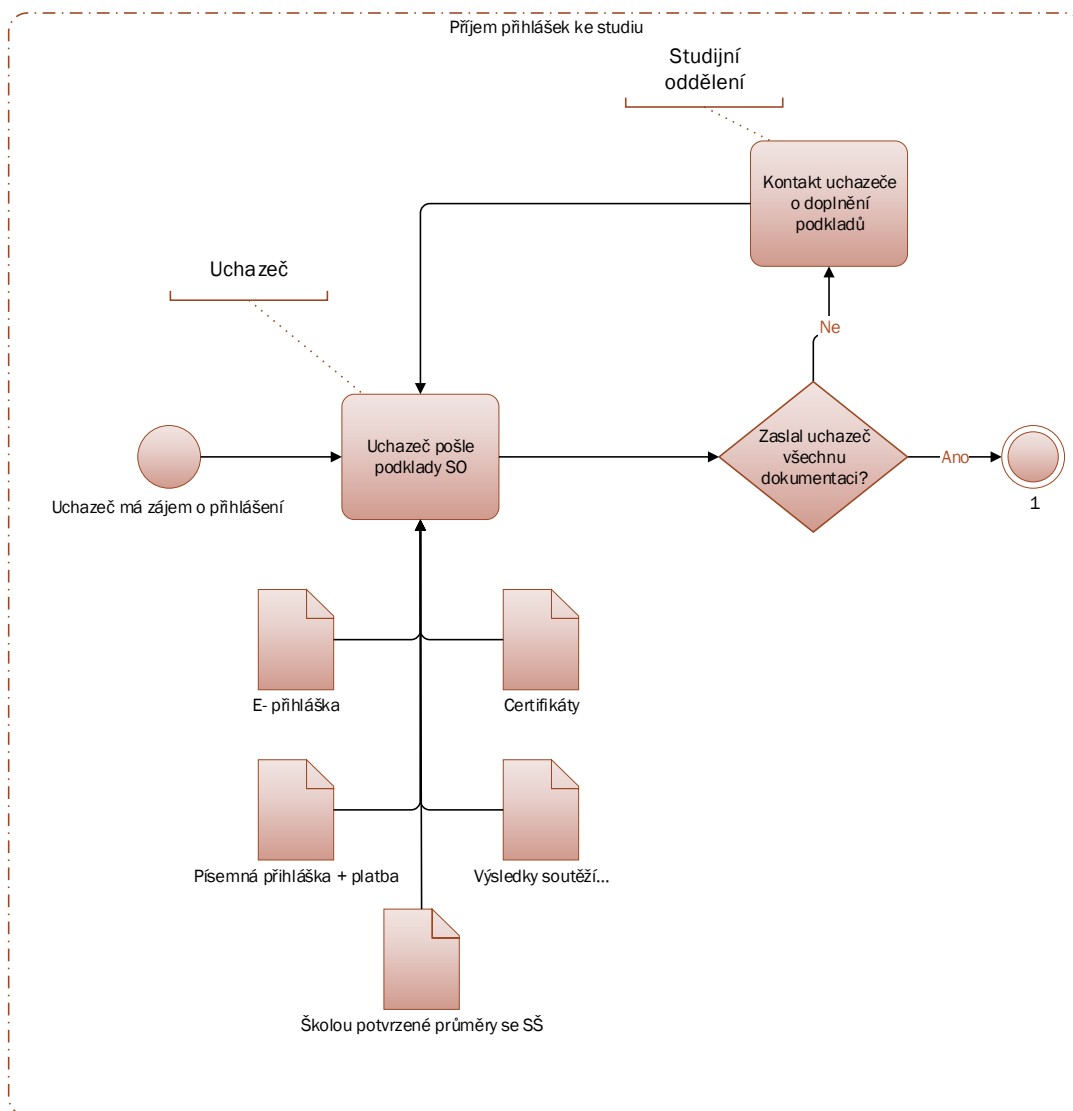 Příjem přihlášek ke studiu
Studijní
oddělení
Kontakt uchazeče
o doplnění
podkladů
Uchazeč
Ne
Uchazeč pošle
podklady SO
Zaslal uchazeč
všechnu
dokumentaci?
Ano
Uchazeč má zájem o přihlášení
1
E- přihláška
Certifikáty
Písemná přihláška + platba
Výsledky soutěží...
Školou potvrzené průměry se SŠ